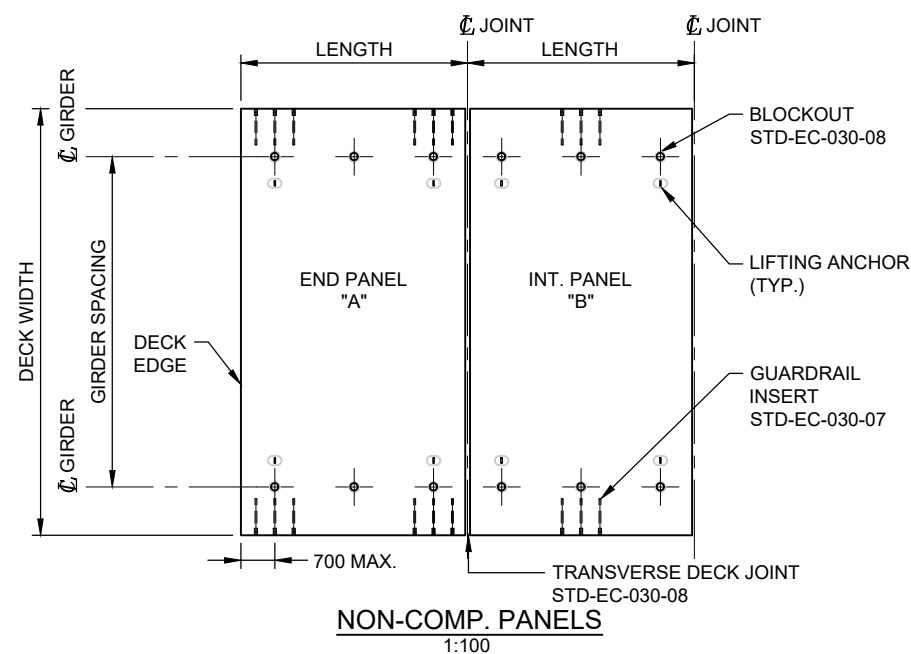 ℄ JOINT
℄ JOINT
LENGTH
LENGTH
℄ GIRDER
BLOCKOUT
STD-EC-030-08
DECK WIDTH
GIRDER SPACING
END PANEL
"A"
INT. PANEL
"B"
LIFTING ANCHOR
(TYP.)
DECK
EDGE
GUARDRAIL
INSERT
STD-EC-030-07
℄ GIRDER
700 MAX.
TRANSVERSE DECK JOINT
STD-EC-030-08
NON-COMP. PANELS
1:100